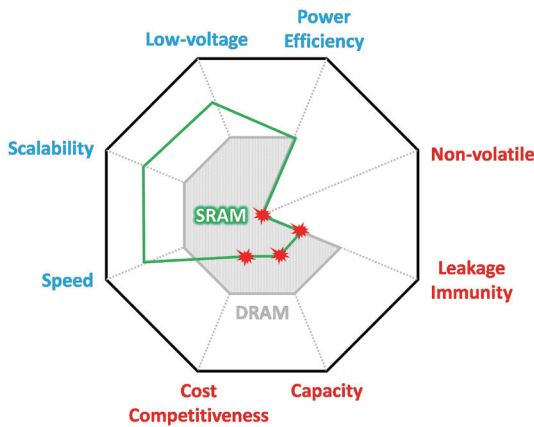 Power
Efficiency
Low-voltage
Scalability
Non-volatile
SRAM
Speed
Leakage
Immunity
DRAM
Cost
Competitiveness
Capacity